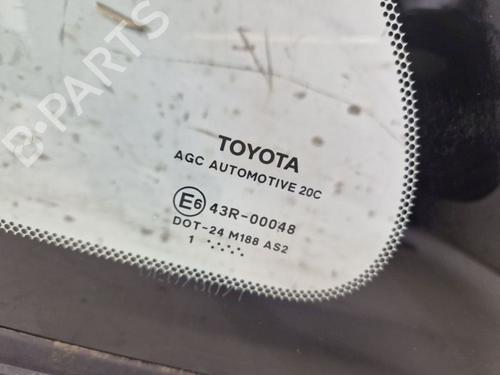 B-Parts
TOYOTA
AGC AUTOMOTIVE 20C
E6 43R-00048
DOT-24 M188 AS2
1